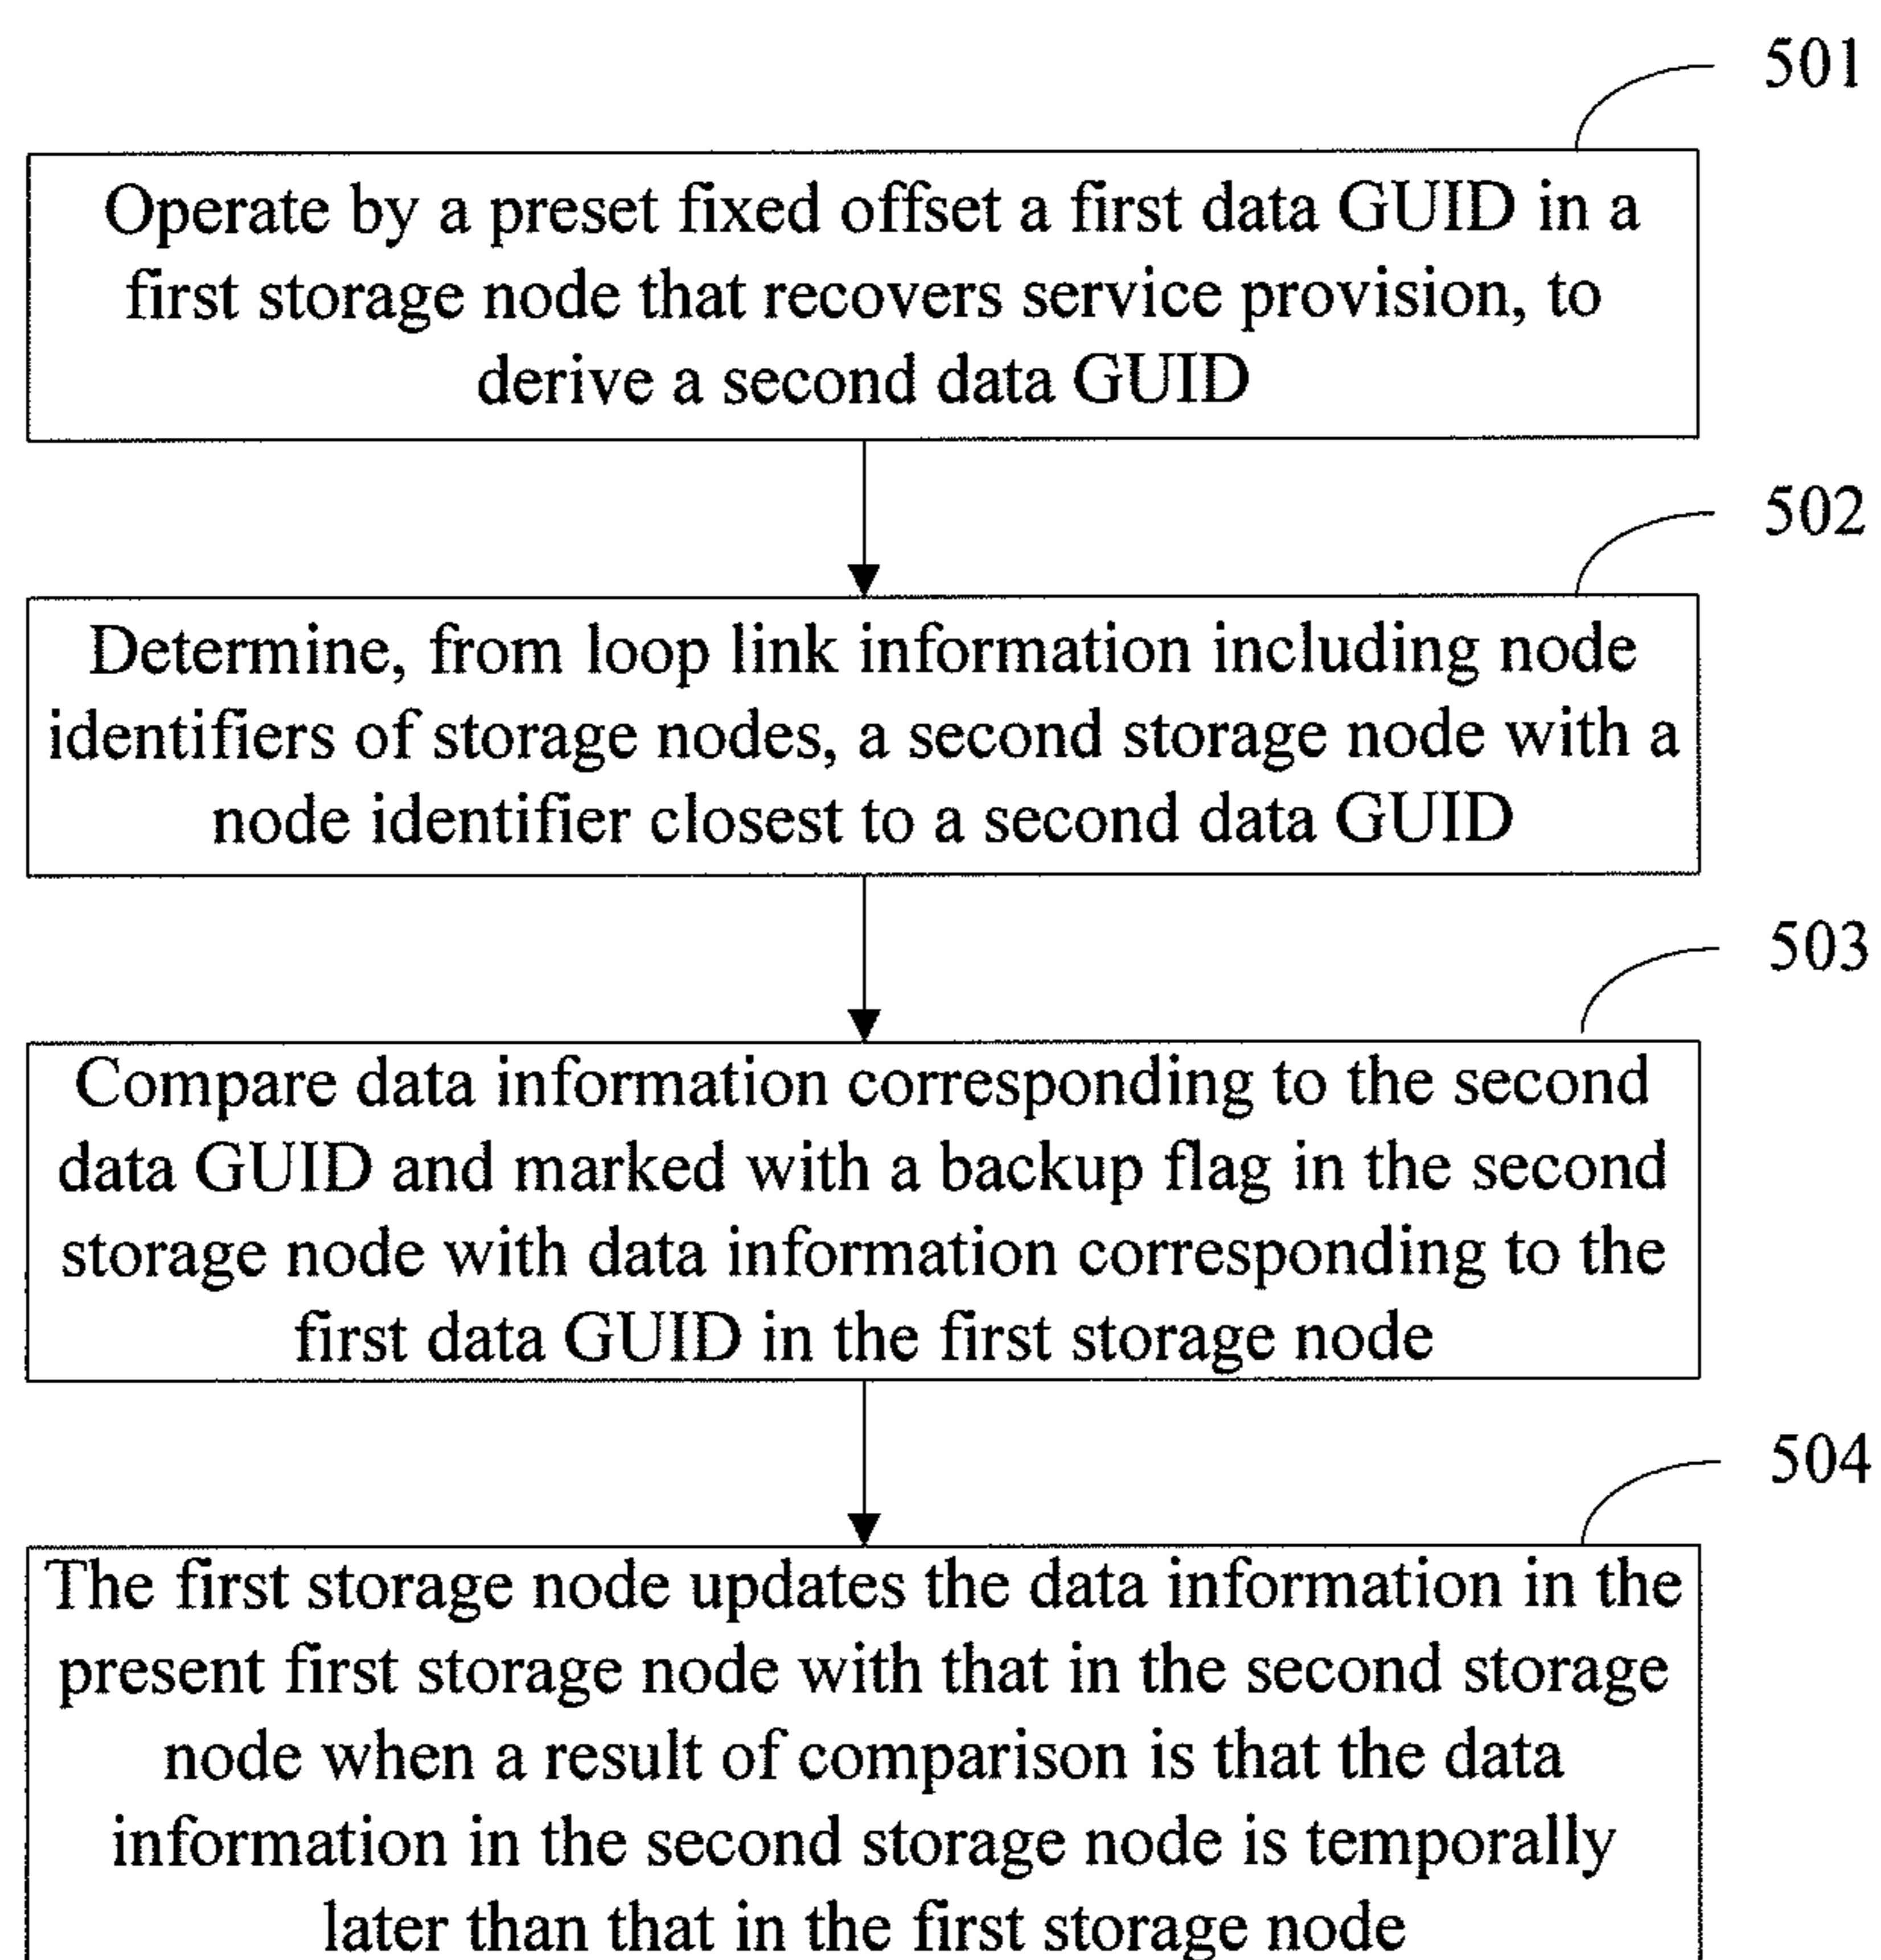 501
Operate by a preset fixed offset a first data GUID in a
first storage node that recovers service provision, to
derive a second data GUID
502
Determine, from loop link information including node
identifiers of storage nodes, a second storage node with a
node identifier closest to a second data GUID
503
Compare data information corresponding to the second
data GUID and marked with a backup flag in the second
storage node with data information corresponding to the
first data GUID in the first storage node
504
The first storage node updates the data information in the
present first storage node with that in the second storage
node when a result of comparison is that the data
information in the second storage node is temporally
later than that in the first storage node